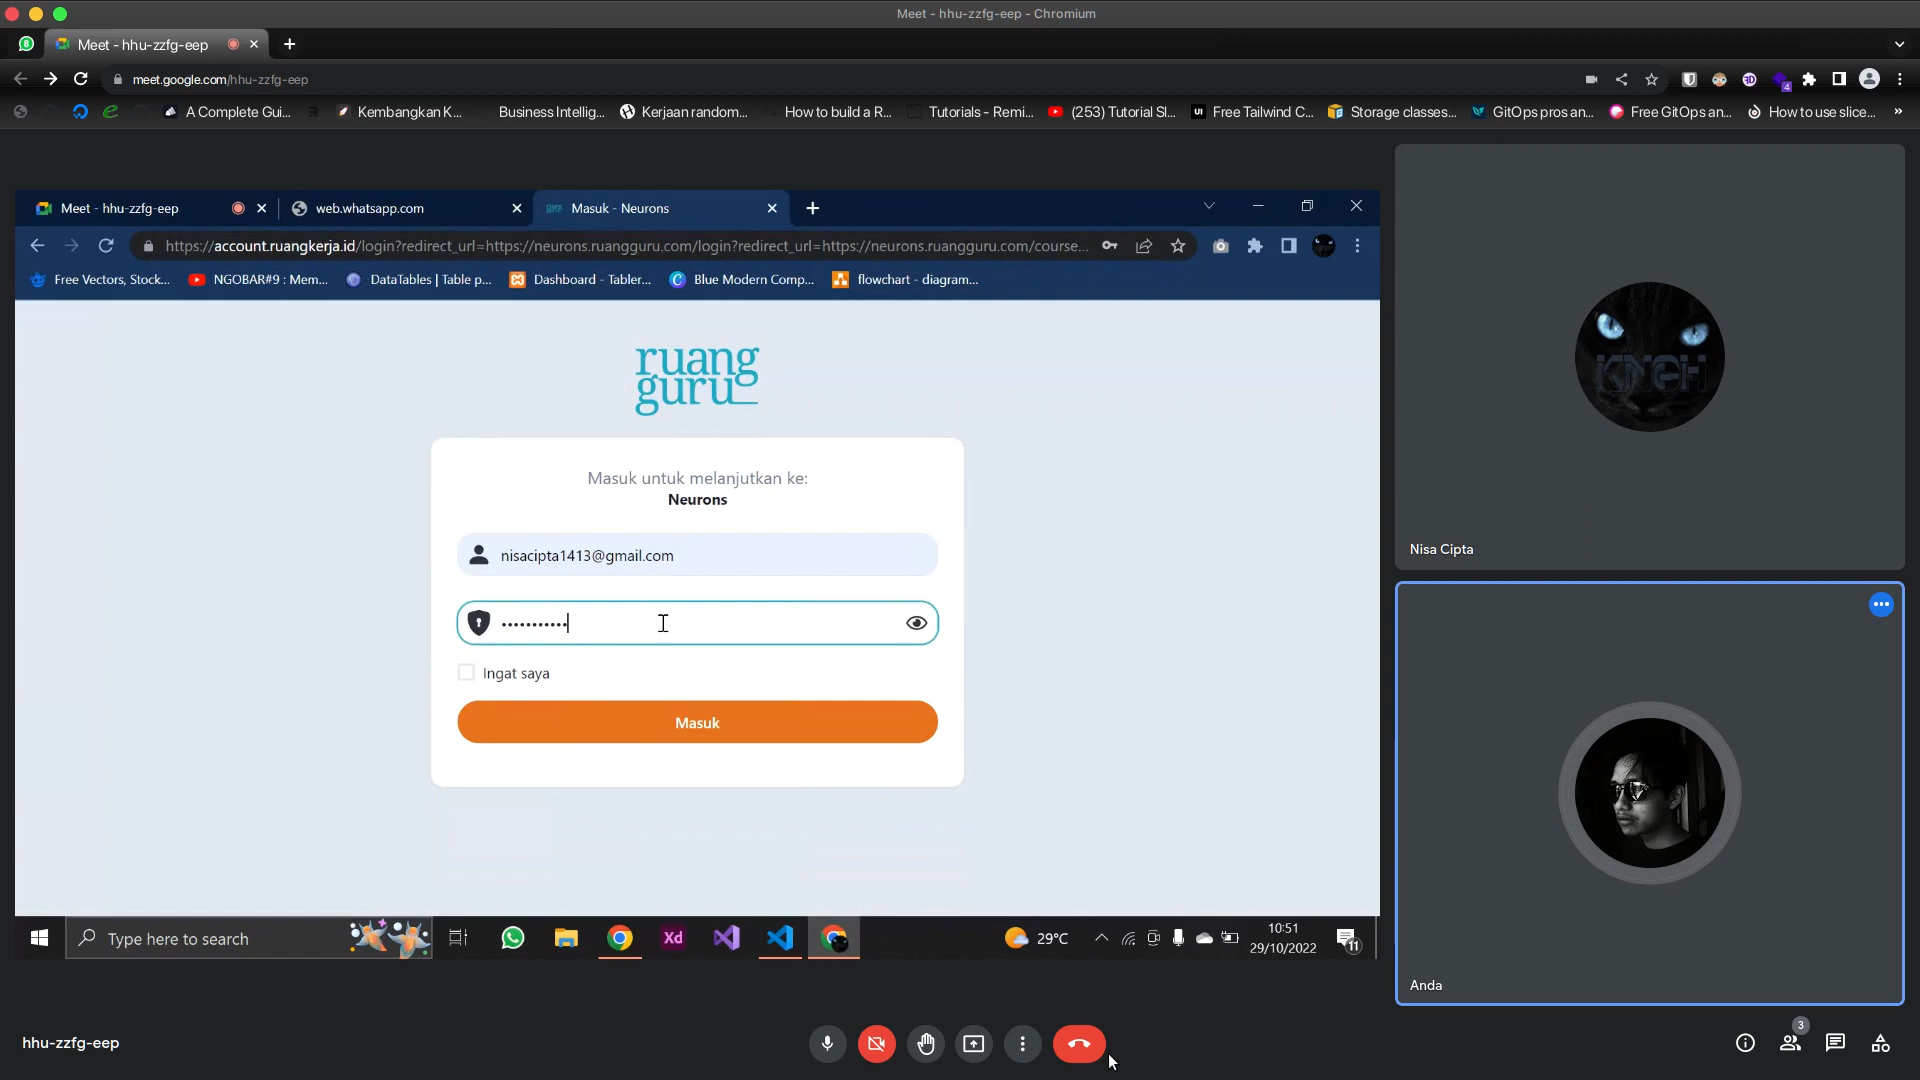 Meet - hhu-zzfg-eep - Chromium
Meet - hhu-zzfg-eep
meet.google.com/hhu-zzfg-eep
4
A Complete Gui...
Kembangkan K...
Business Intellig...
Kerjaan random...
How to build a R...
Tutorials - Remi...
(253) Tutorial Sl...
UI Free Tailwind C...
Storage classes...
GitOps pros an...
Free GitOps an...
How to use slice...
»
Meet - hhu-zzfg-eep
web.whatsapp.com
Masuk - Neurons
https://account.ruangkerja.id/login?redirect_url=https://neurons.ruangguru.com/login?redirect_url=https://neurons.ruangguru.com/course...
Free Vectors, Stock...
NGOBAR#9 : Mem...
DataTables | Table p...
Dashboard - Tabler...
Blue Modern Comp...
flowchart - diagram...
ruang
guru
Masuk untuk melanjutkan ke:
Neurons
nisacipta1413@gmail.com
•••••••••••
Ingat saya
Masuk
KNCH
Nisa Cipta
Anda
Type here to search
Xd
29°C
10:51
29/10/2022
11
hhu-zzfg-eep
3